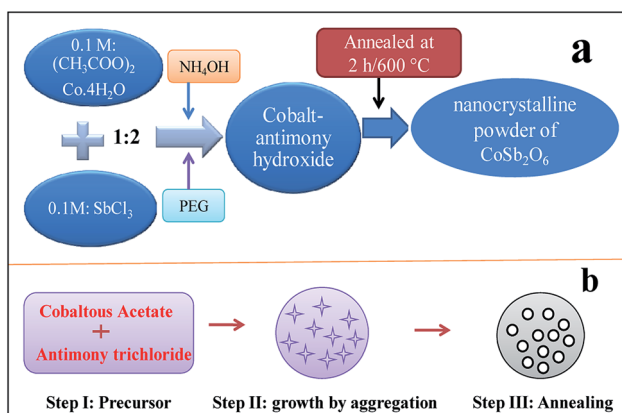 a
0.1 M:
(CH₃COO)₂
Co.4H₂O
NH₄OH
Annealed at
2 h/600 °C
1:2
Cobalt-
antimony
hydroxide
nanocrystalline
powder of
CoSb₂O₆
0.1M: SbCl₃
PEG
b
Cobaltous Acetate
+
Antimony trichloride
Step I: Precursor
Step II: growth by aggregation
Step III: Annealing